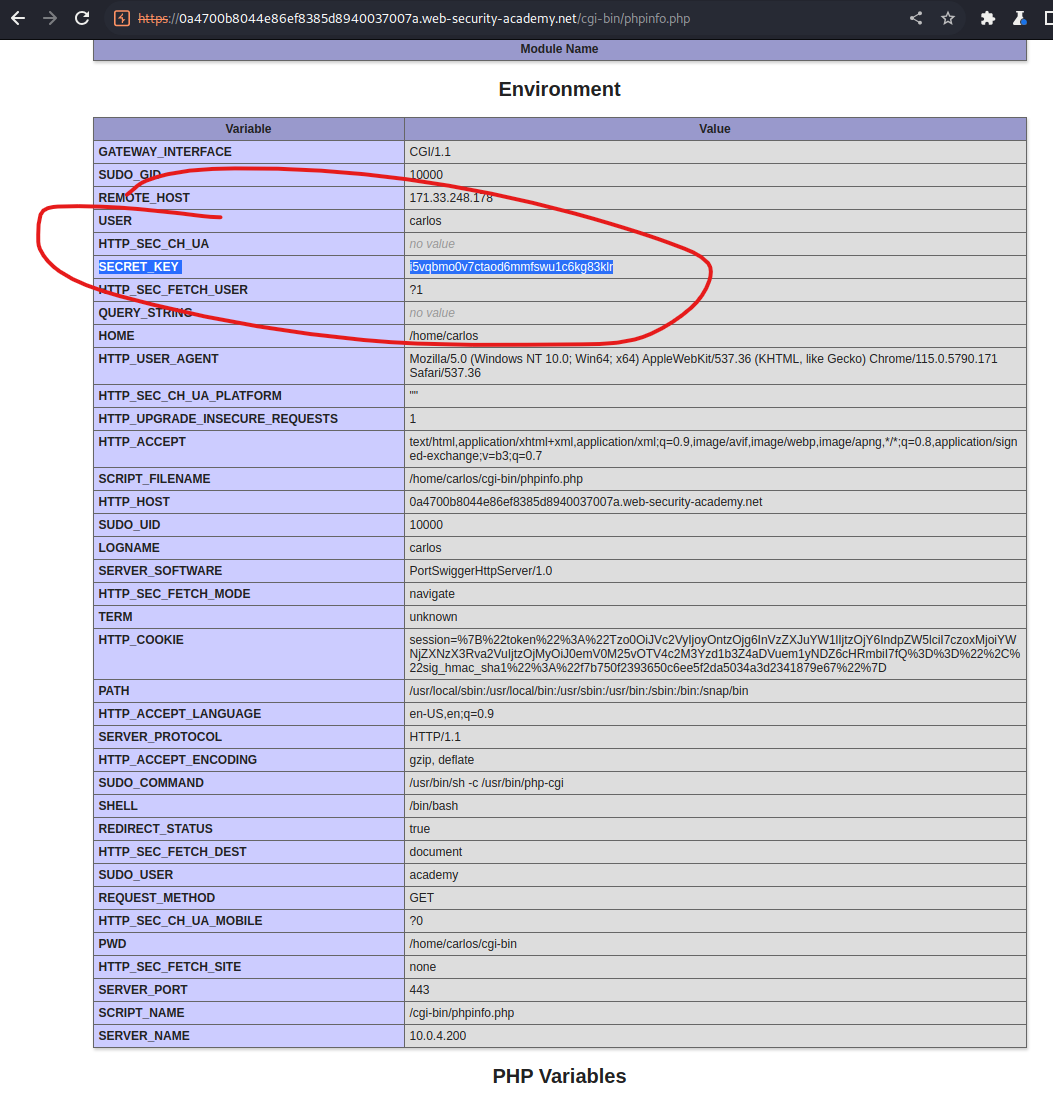 https://0a4700b8044e86ef8385d8940037007a.web-security-academy.net/cgi-bin/phpinfo.php
Module Name
Environment
Variable Value
GATEWAY_INTERFACE CGI/1.1
SUDO_GID 10000
REMOTE_HOST 171.33.248.178
USER carlos
HTTP_SEC_CH_UA no value
SECRET_KEY i5vqbmo0v7ctaod6mmfswu1c6kg83klr
HTTP_SEC_FETCH_USER ?1
QUERY_STRING no value
HOME /home/carlos
HTTP_USER_AGENT Mozilla/5.0 (Windows NT 10.0; Win64; x64) AppleWebKit/537.36 (KHTML, like Gecko) Chrome/115.0.5790.171
Safari/537.36
HTTP_SEC_CH_UA_PLATFORM ""
HTTP_UPGRADE_INSECURE_REQUESTS 1
HTTP_ACCEPT text/html,application/xhtml+xml,application/xml;q=0.9,image/avif,image/webp,image/apng,*/*;q=0.8,application/sign
ed-exchange;v=b3;q=0.7
SCRIPT_FILENAME /home/carlos/cgi-bin/phpinfo.php
HTTP_HOST 0a4700b8044e86ef8385d8940037007a.web-security-academy.net
SUDO_UID 10000
LOGNAME carlos
SERVER_SOFTWARE PortSwiggerHttpServer/1.0
HTTP_SEC_FETCH_MODE navigate
TERM unknown
HTTP_COOKIE session=%7B%22token%22%3A%22Tzo0OiJVc2VyIjoyOntzOjg6InVzZXJuYW1lIjtzOjY6IndpZW5lciI7czoxMjoiYW
NjZXNzX3Rva2VuIjtzOjMyOiJ0emV0M25vOTV4c2M3Yzd1b3Z4aDVuem1yNDZ6cHRmbiI7fQ%3D%3D%22%2C%
22sig_hmac_sha1%22%3A%22f7b750f2393650c6ee5f2da5034a3d2341879e67%22%7D
PATH /usr/local/sbin:/usr/local/bin:/usr/sbin:/usr/bin:/sbin:/bin:/snap/bin
HTTP_ACCEPT_LANGUAGE en-US,en;q=0.9
SERVER_PROTOCOL HTTP/1.1
HTTP_ACCEPT_ENCODING gzip, deflate
SUDO_COMMAND /usr/bin/sh -c /usr/bin/php-cgi
SHELL /bin/bash
REDIRECT_STATUS true
HTTP_SEC_FETCH_DEST document
SUDO_USER academy
REQUEST_METHOD GET
HTTP_SEC_CH_UA_MOBILE ?0
PWD /home/carlos/cgi-bin
HTTP_SEC_FETCH_SITE none
SERVER_PORT 443
SCRIPT_NAME /cgi-bin/phpinfo.php
SERVER_NAME 10.0.4.200
PHP Variables